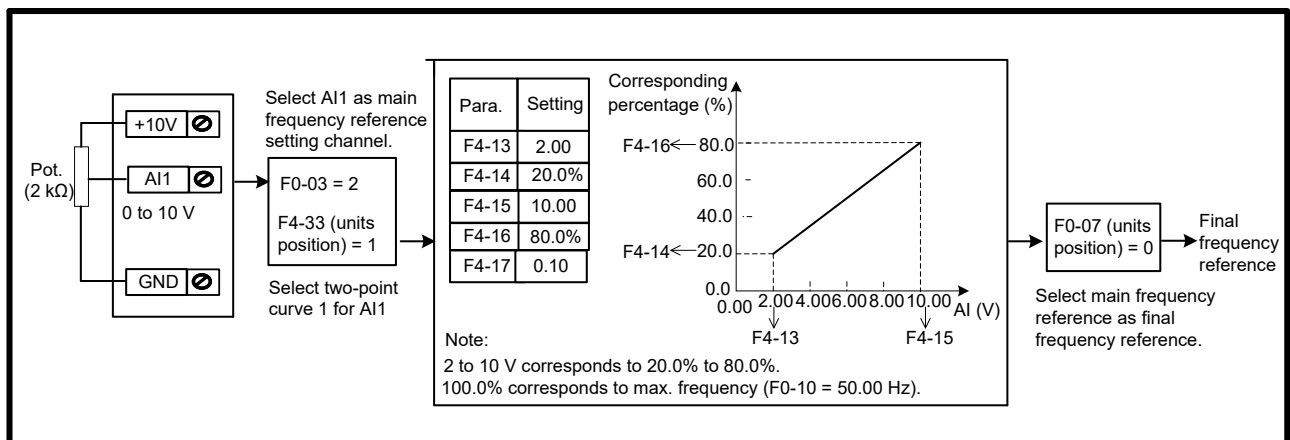 Pot.
(2 kΩ)
+10V
AI1
0 to 10 V
GND
Select AI1 as main
frequency reference
setting channel.
F0-03 = 2
F4-33 (units
position) = 1
Select two-point
curve 1 for AI1
Para. Setting
F4-13 2.00
F4-14 20.0%
F4-15 10.00
F4-16 80.0%
F4-17 0.10
Corresponding
percentage (%)
F4-16 80.0
60.0
40.0
F4-14 20.0
0.0
0.00 2.00 4.00 6.00 8.00 10.00 AI (V)
F4-13 F4-15
Note:
2 to 10 V corresponds to 20.0% to 80.0%.
100.0% corresponds to max. frequency (F0-10 = 50.00 Hz).
F0-07 (units
position) = 0
Select main frequency
reference as final
frequency reference.
Final
frequency
reference